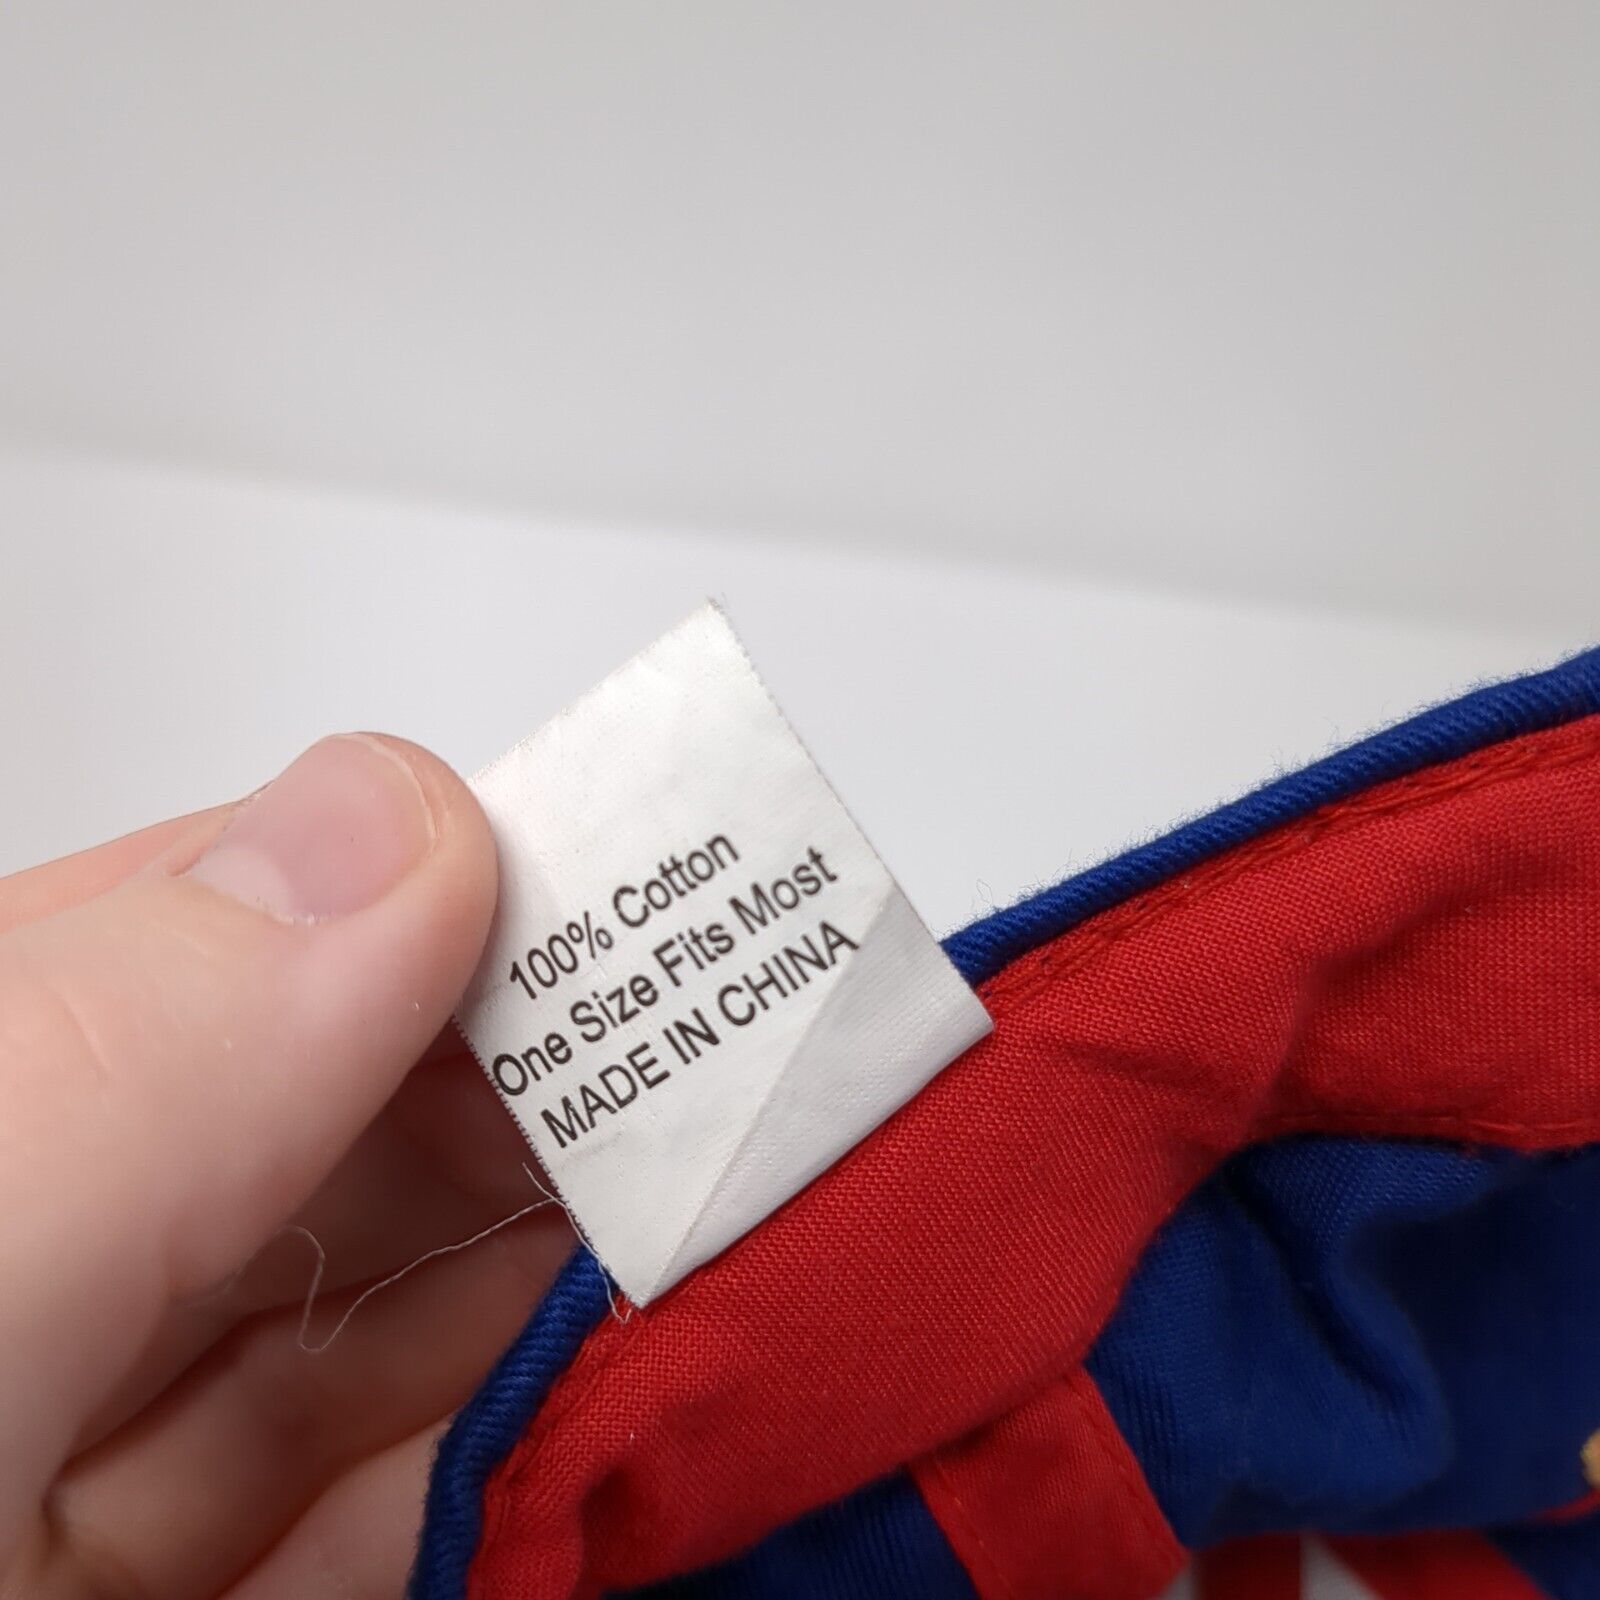 100% Cotton
One Size Fits Most
MADE IN CHINA